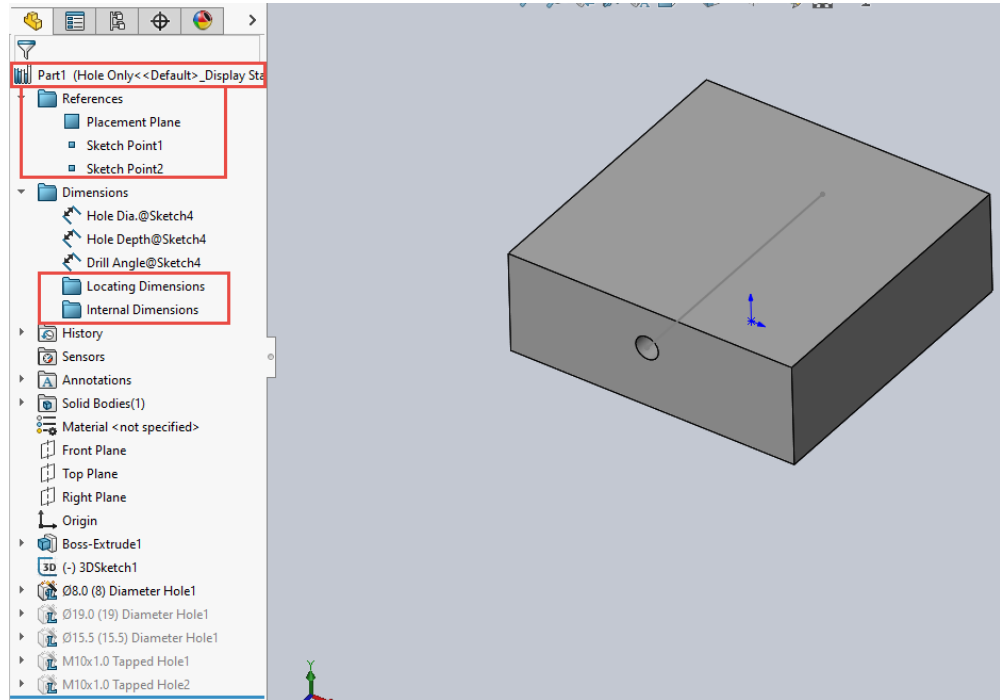 Part1 (Hole Only<<Default>_Display Sta
References
Placement Plane
Sketch Point1
Sketch Point2
Dimensions
Hole Dia.@Sketch4
Hole Depth@Sketch4
Drill Angle@Sketch4
Locating Dimensions
Internal Dimensions
History
Sensors
Annotations
Solid Bodies(1)
Material <not specified>
Front Plane
Top Plane
Right Plane
Origin
Boss-Extrude1
3D (-) 3DSketch1
Ø8.0 (8) Diameter Hole1
Ø19.0 (19) Diameter Hole1
Ø15.5 (15.5) Diameter Hole1
M10x1.0 Tapped Hole1
M10x1.0 Tapped Hole2
Y